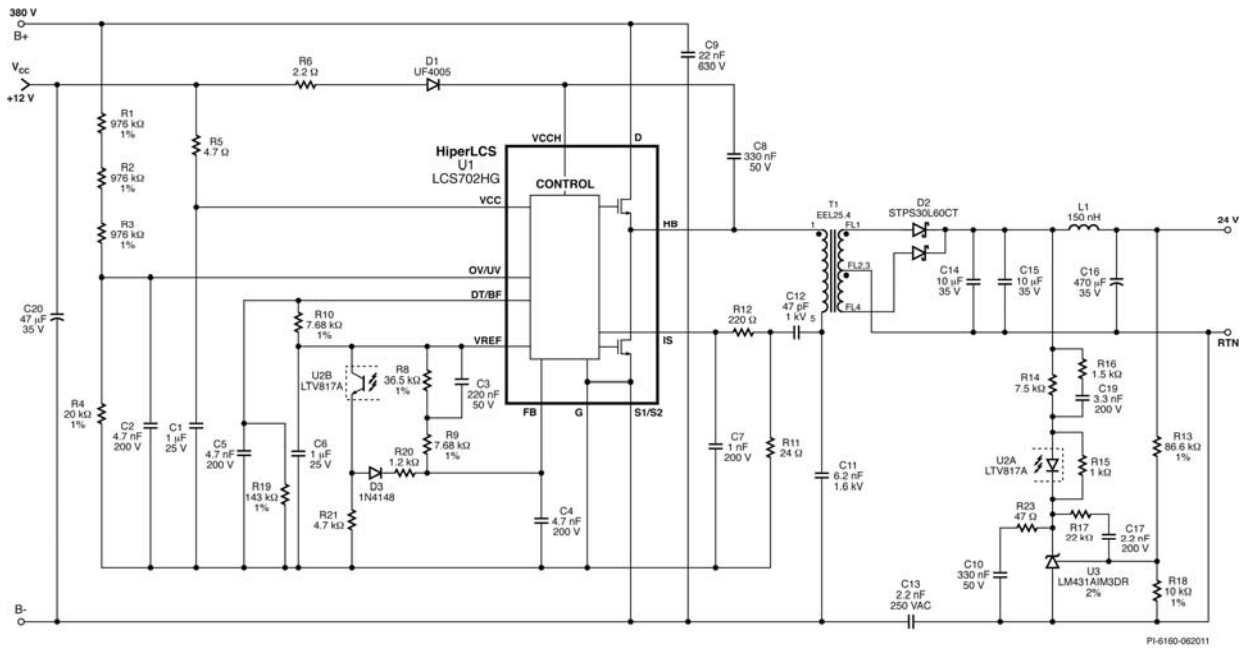 380 V
B+
VCC
+12 V
R6
2.2 Ω
D1
UF4005
C9
22 nF
630 V
R1
976 kΩ
1%
R5
4.7 Ω
R2
976 kΩ
1%
R3
976 kΩ
1%
VCCH
D
HiperLCS
U1
LCS702HG
CONTROL
C8
330 nF
50 V
VCC
HB
T1
EEL25.4
1
FL1
FL2,3
FL4
5
D2
STPS30L60CT
L1
150 nH
24 V
OV/UV
DT/BF
C14
10 µF
35 V
C15
10 µF
35 V
C16
470 µF
35 V
C20
47 µF
35 V
R10
7.68 kΩ
1%
VREF
IS
R12
220 Ω
C12
47 pF
1 kV
RTN
U2B
LTV817A
R8
36.5 kΩ
1%
C3
220 nF
50 V
R14
7.5 kΩ
R16
1.5 kΩ
C19
3.3 nF
200 V
FB
G
S1/S2
R4
20 kΩ
1%
C2
4.7 nF
200 V
C1
1 µF
25 V
C5
4.7 nF
200 V
C6
1 µF
25 V
R9
7.68 kΩ
1%
R20
1.2 kΩ
D3
1N4148
C7
1 nF
200 V
R11
24 Ω
C11
6.2 nF
1.6 kV
R13
86.6 kΩ
1%
U2A
LTV817A
R15
1 kΩ
R19
143 kΩ
1%
R21
4.7 kΩ
C4
4.7 nF
200 V
R23
47 Ω
R17
22 kΩ
C17
2.2 nF
200 V
C10
330 nF
50 V
U3
LM431AIM3DR
2%
R18
10 kΩ
1%
C13
2.2 nF
250 VAC
B-
PI-6160-062011